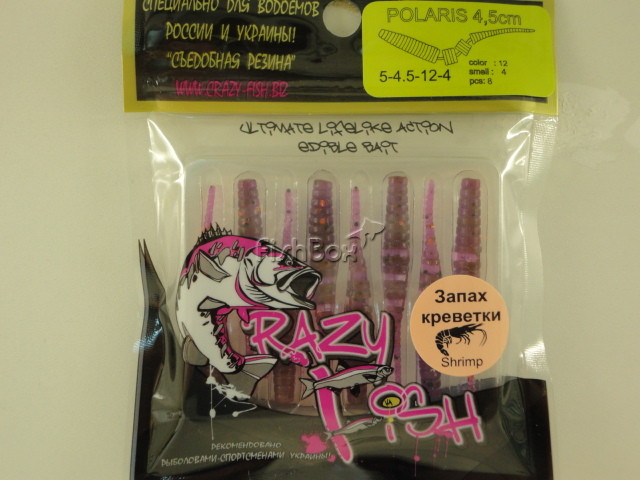 СПЕЦИАЛЬНО ДЛЯ ВОДОЁМОВ
РОССИИ И УКРАИНЫ!
"СЪЕДОБНАЯ РЕЗИНА"
WWW.CRAZY-FISH.BIZ
POLARIS 4,5cm
5-4.5-12-4
color : 12
smell : 4
pcs: 8
ULTIMATE LIFELIKE ACTION
EDIBLE BAIT
FishBox
Запах
креветки
Shrimp
CRAZY
FISH
РЕКОМЕНДОВАНО
РЫБОЛОВАМИ-СПОРТСМЕНАМИ УКРАИНЫ!